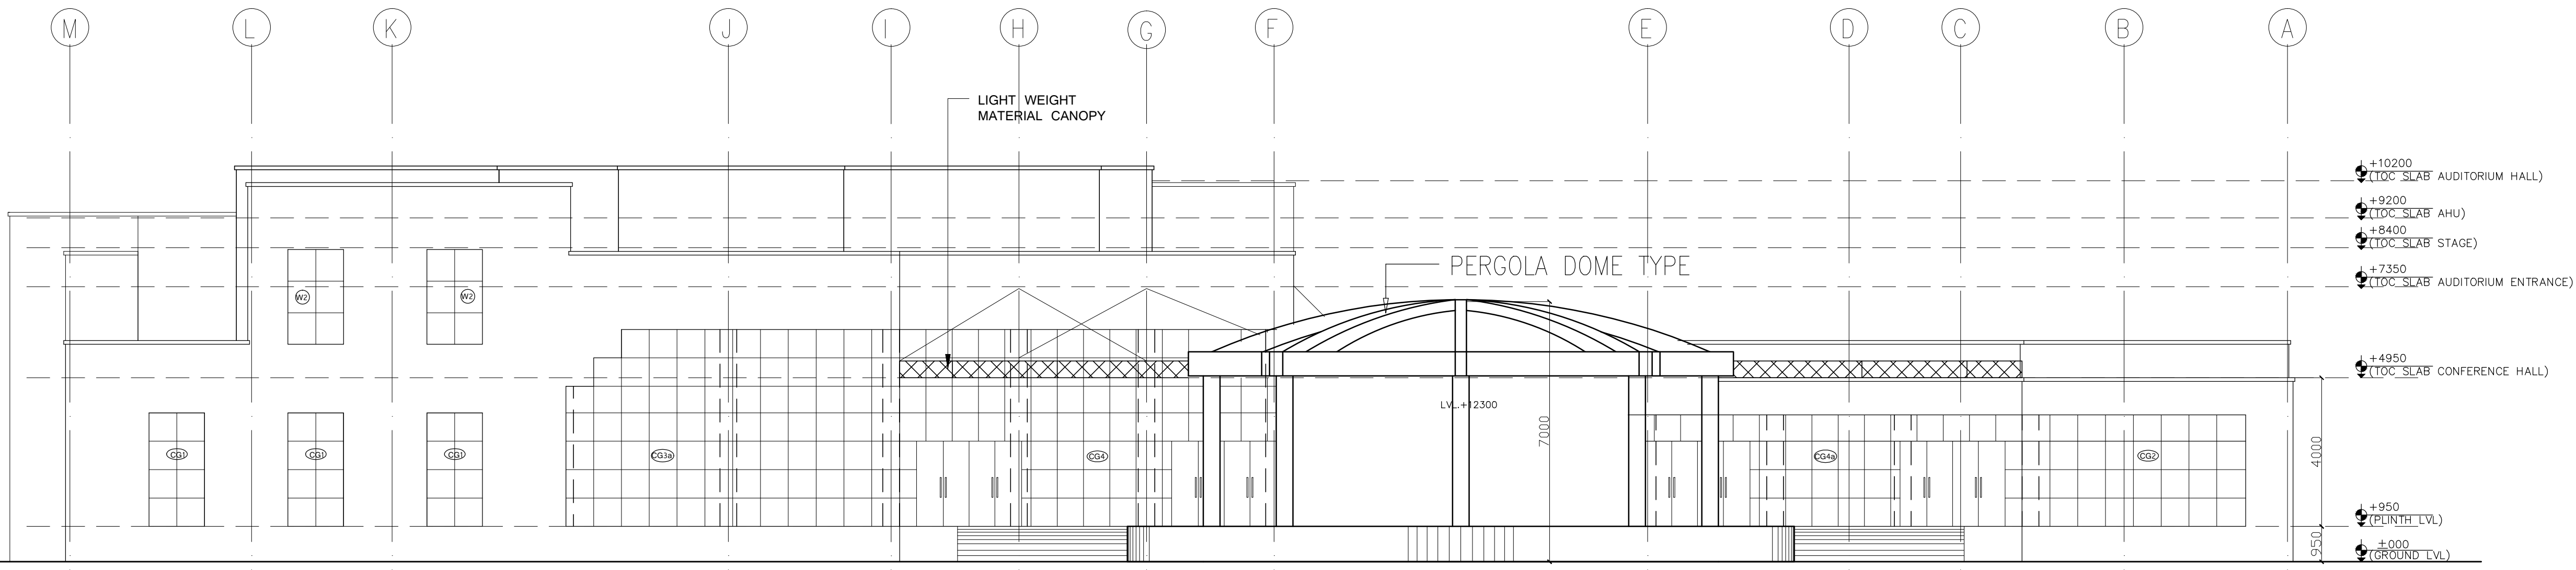 M L K J I H G F E D C B A
LIGHT WEIGHT
MATERIAL CANOPY
+10200
(TOC SLAB AUDITORIUM HALL)
+9200
(TOC SLAB AHU)
+8400
(TOC SLAB STAGE)
PERGOLA DOME TYPE
+7350
(TOC SLAB AUDITORIUM ENTRANCE)
W2 W2
+4950
(TOC SLAB CONFERENCE HALL)
LVL.+12300
7000
4000
CG1 CG1 CG1 CG3a CG4 CG4a CG2
+950
(PLINTH LVL)
950
±000
(GROUND LVL)